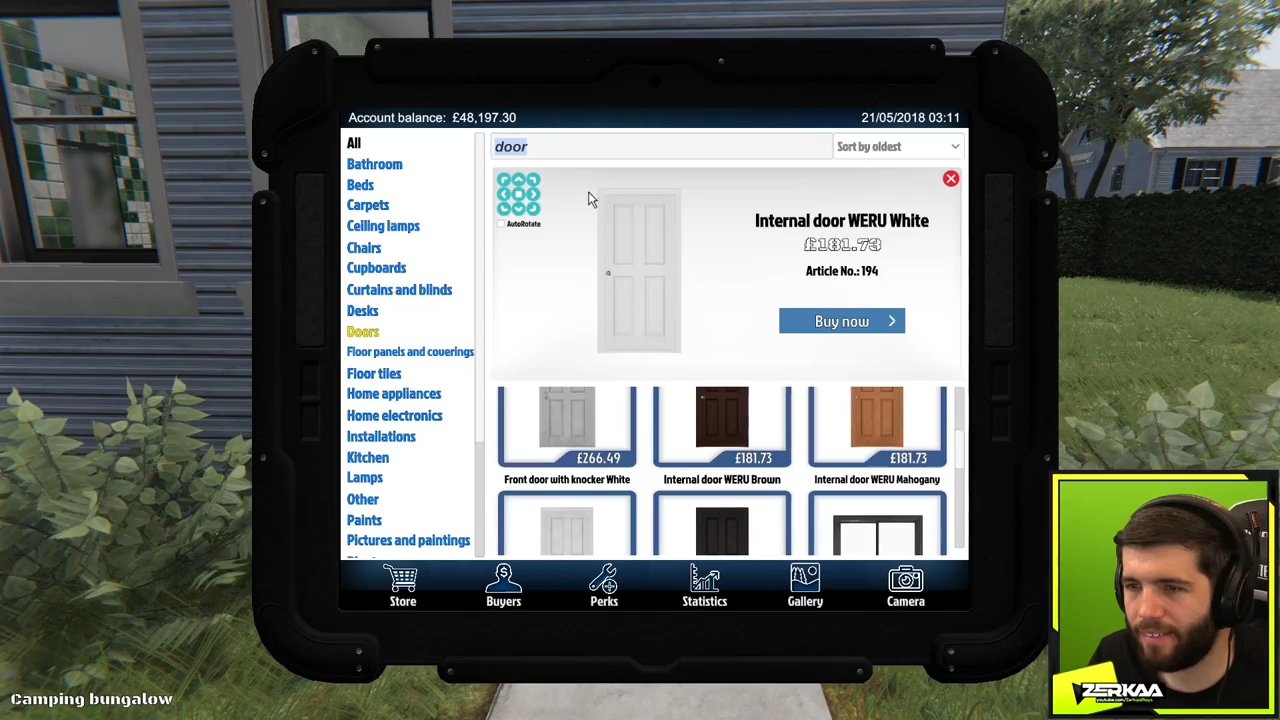 Account balance: £48,197.30
21/05/2018 03:11
All
Bathroom
Beds
Carpets
Ceiling lamps
Chairs
Cupboards
Curtains and blinds
Desks
Doors
Floor panels and coverings
Floor tiles
Home appliances
Home electronics
Installations
Kitchen
Lamps
Other
Paints
Pictures and paintings
door
Sort by oldest
AutoRotate
Internal door WERU White
£181.73
Article No.: 194
Buy now
£266.49
£181.73
£181.73
Front door with knocker White
Internal door WERU Brown
Internal door WERU Mahogany
Store
Buyers
Perks
Statistics
Gallery
Camera
Camping bungalow
ZERKAA